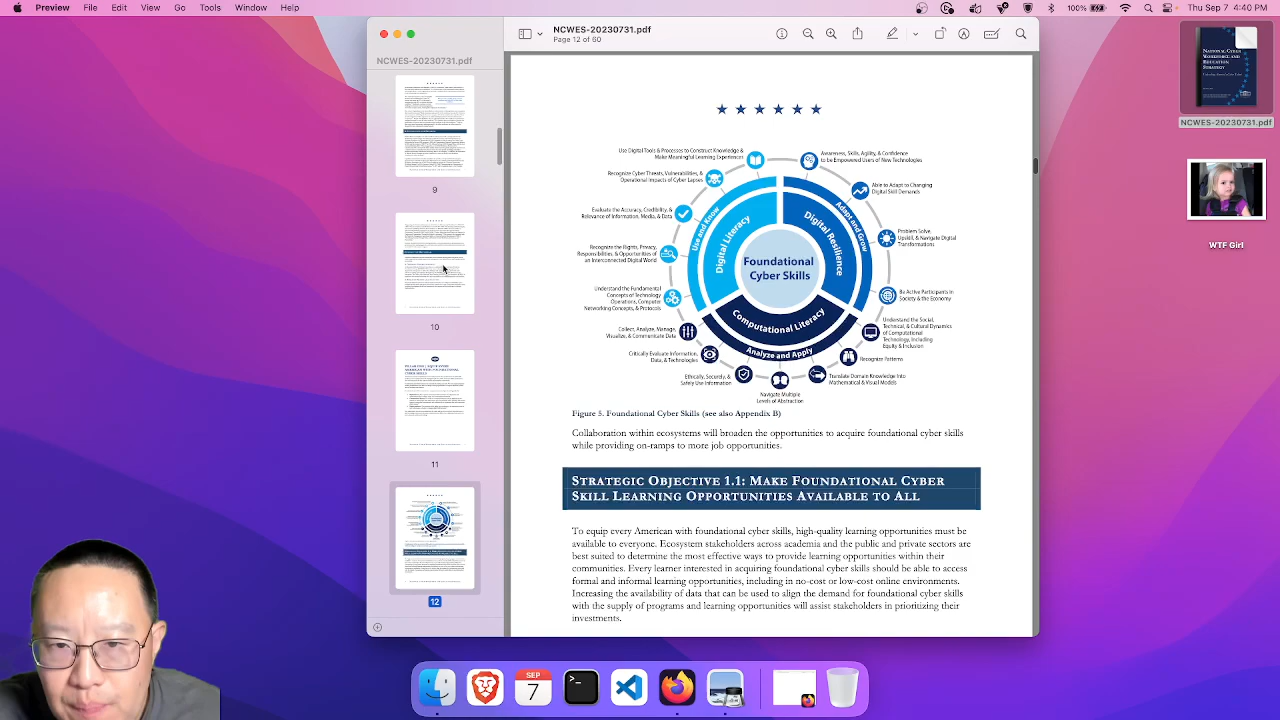 Preview File Edit View Go Tools Window Help
100% Thu Sep 7 4:40 PM
NCWES-20230731.pdf
Page 12 of 60
NCWES-20230731.pdf
9
10
11
12
Use Digital Tools & Processes to Construct Knowledge &
Make Meaningful Learning Experiences
Recognize Cyber Threats, Vulnerabilities, &
Operational Impacts of Cyber Lapses
Evaluate the Accuracy, Credibility, &
Relevance of Information, Media, & Data
Recognize the Rights, Privacy,
Responsibilities, & Opportunities of
an Interconnected Digital World
Understand the Fundamental
Concepts of Technology
Operations, Computer
Networking Concepts, & Protocols
Collect, Analyze, Manage,
Visualize, & Communicate Data
Critically Evaluate Information,
Data, & Technologies
Ethically, Securely, &
Safely Use Information
Navigate Multiple
Levels of Abstraction
Translate Domain Knowledge Into
Mathematical & Visual Models
Recognize Patterns
Understand the Social,
Technical, & Cultural Dynamics
of Computational
Technology, Including
Equity & Inclusion
Be Active Participants In
Society & the Economy
Problem Solve,
Upskill, & Navigate Digital
Transformations
Able to Adapt to Changing
Digital Skill Demands
Awareness, Skills, Agility, & Confidence
to be Empowered Users of New Technologies
Use and Know
Digital Literacy
Adapt and Grow
Digital Resilience
Foundational
Cyber Skills
Computational Literacy
Analyze and Apply
Figure 5. Foundational Cyber Skills (see also Appendix B)
Collaboration within ecosystems will broaden the opportunities to acquire foundational cyber skills
while providing on-ramps to more job opportunities.
STRATEGIC OBJECTIVE 1.1: MAKE FOUNDATIONAL CYBER
SKILL LEARNING OPPORTUNITIES AVAILABLE TO ALL
To equip every American with foundational cyber skills, high-quality learning opportunities must be
available to everyone. Ecosystem stakeholders across academia and the public and private sectors are
best suited to determine the most effective ways to provide learning opportunities within their
communities. Every learner interested in acquiring foundational cyber skills should be able to access
formal and informal learning opportunities, including in no-cost or low-cost online environments.
Increasing the availability of data that can be used to align the demand for foundational cyber skills
with the supply of programs and learning opportunities will assist stakeholders in prioritizing their
investments.
NATIONAL CYBER
WORKFORCE AND
EDUCATION
STRATEGY
NCWES-20230731.pdf
WTF Girl
SEP
7